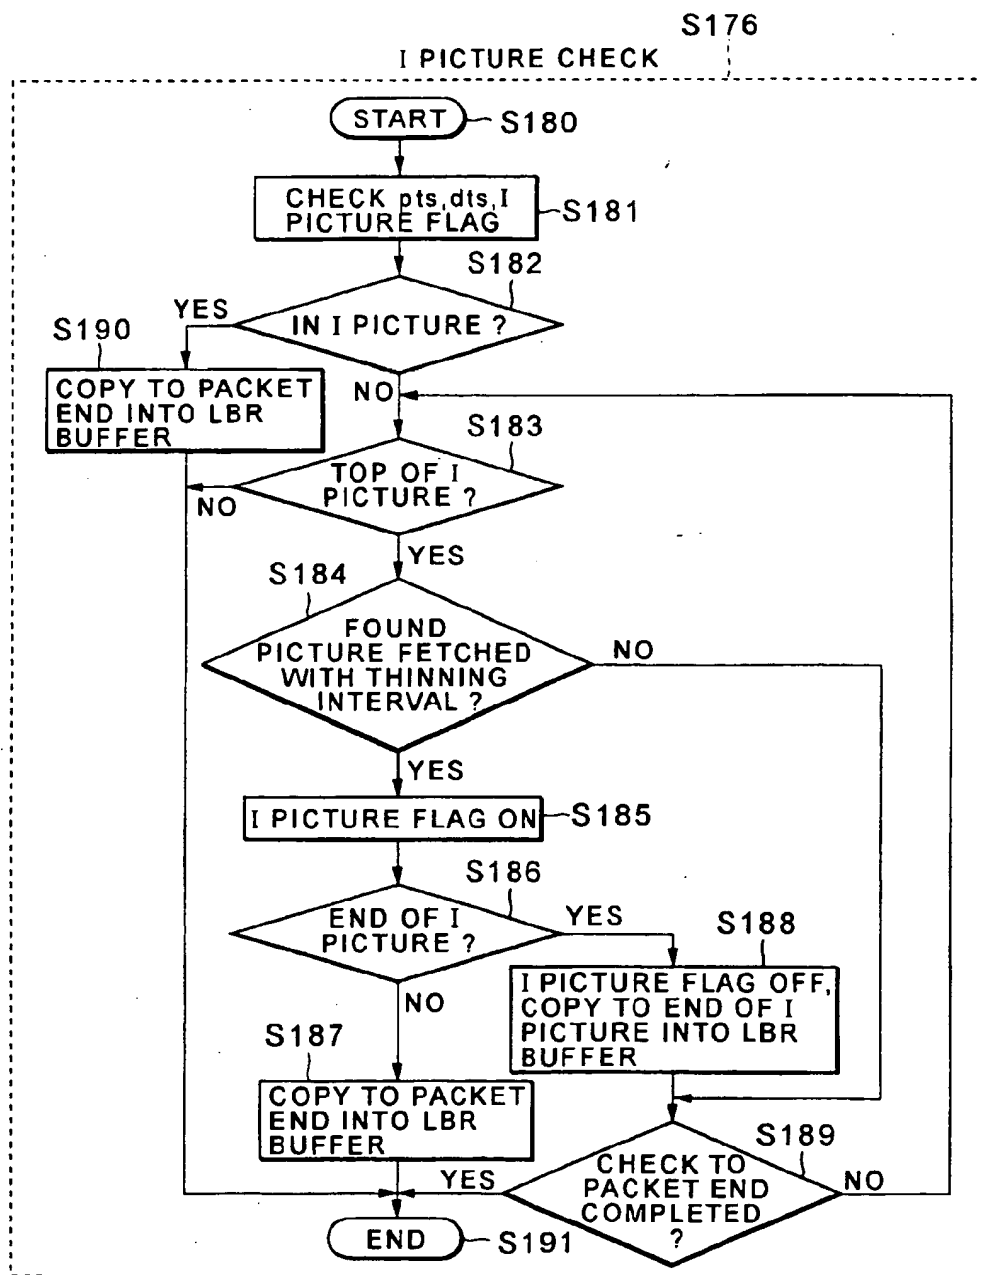 S176
I PICTURE CHECK
START
S180
CHECK pts,dts,I
PICTURE FLAG
S181
S182
IN I PICTURE ?
YES
NO
S190
COPY TO PACKET
END INTO LBR
BUFFER
S183
TOP OF I
PICTURE ?
NO
YES
S184
FOUND
PICTURE FETCHED
WITH THINNING
INTERVAL ?
NO
YES
I PICTURE FLAG ON
S185
S186
END OF I
PICTURE ?
YES
NO
S188
I PICTURE FLAG OFF,
COPY TO END OF I
PICTURE INTO LBR
BUFFER
S187
COPY TO PACKET
END INTO LBR
BUFFER
S189
CHECK TO
PACKET END
COMPLETED
?
YES
NO
END
S191